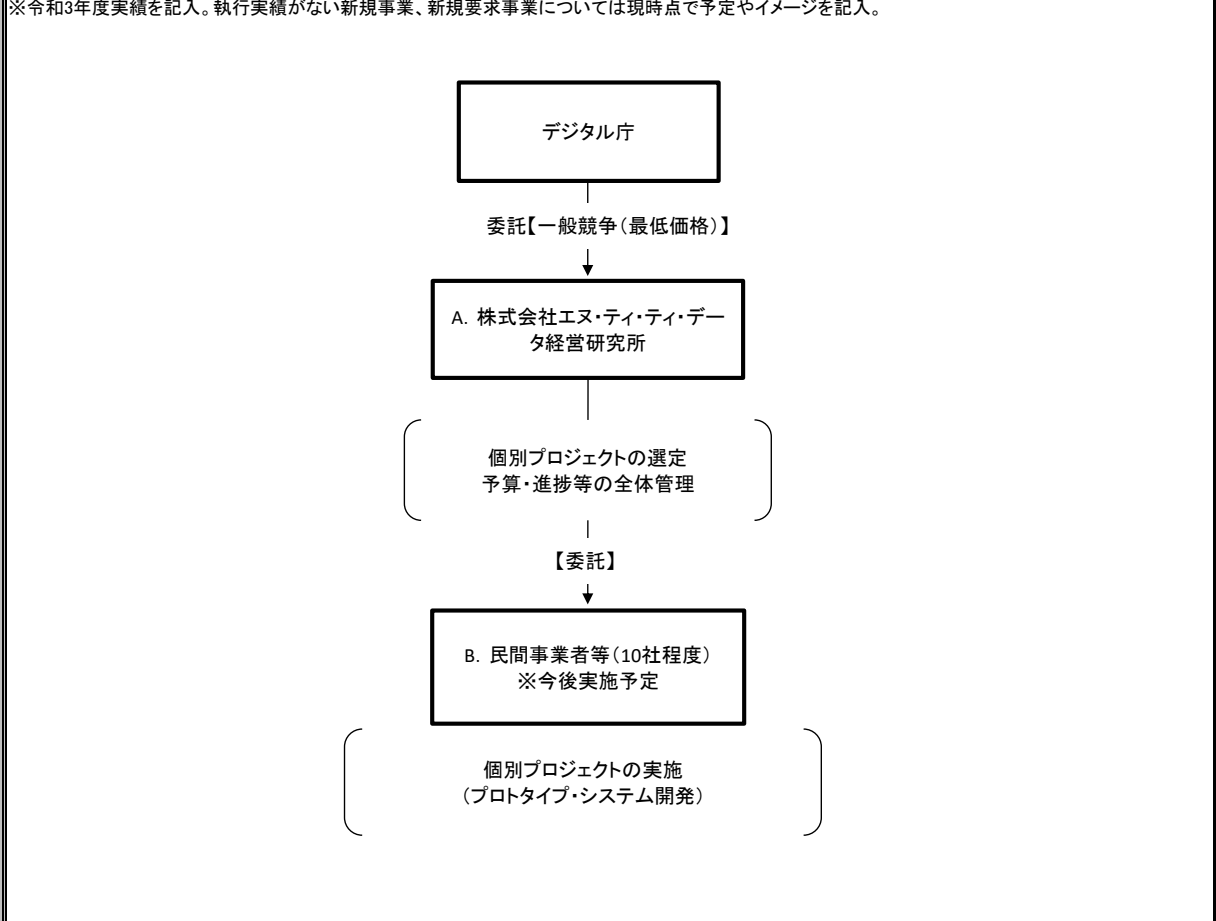 ※令和3年度実績を記入。執行実績がない新規事業、新規要求事業については現時点で予定やイメージを記入。
デジタル庁
委託【一般競争(最低価格)】
A. 株式会社エヌ・ティ・ティ・デー
タ経営研究所
個別プロジェクトの選定
予算・進捗等の全体管理
【委託】
B. 民間事業者等(10社程度)
※今後実施予定
個別プロジェクトの実施
(プロトタイプ・システム開発)